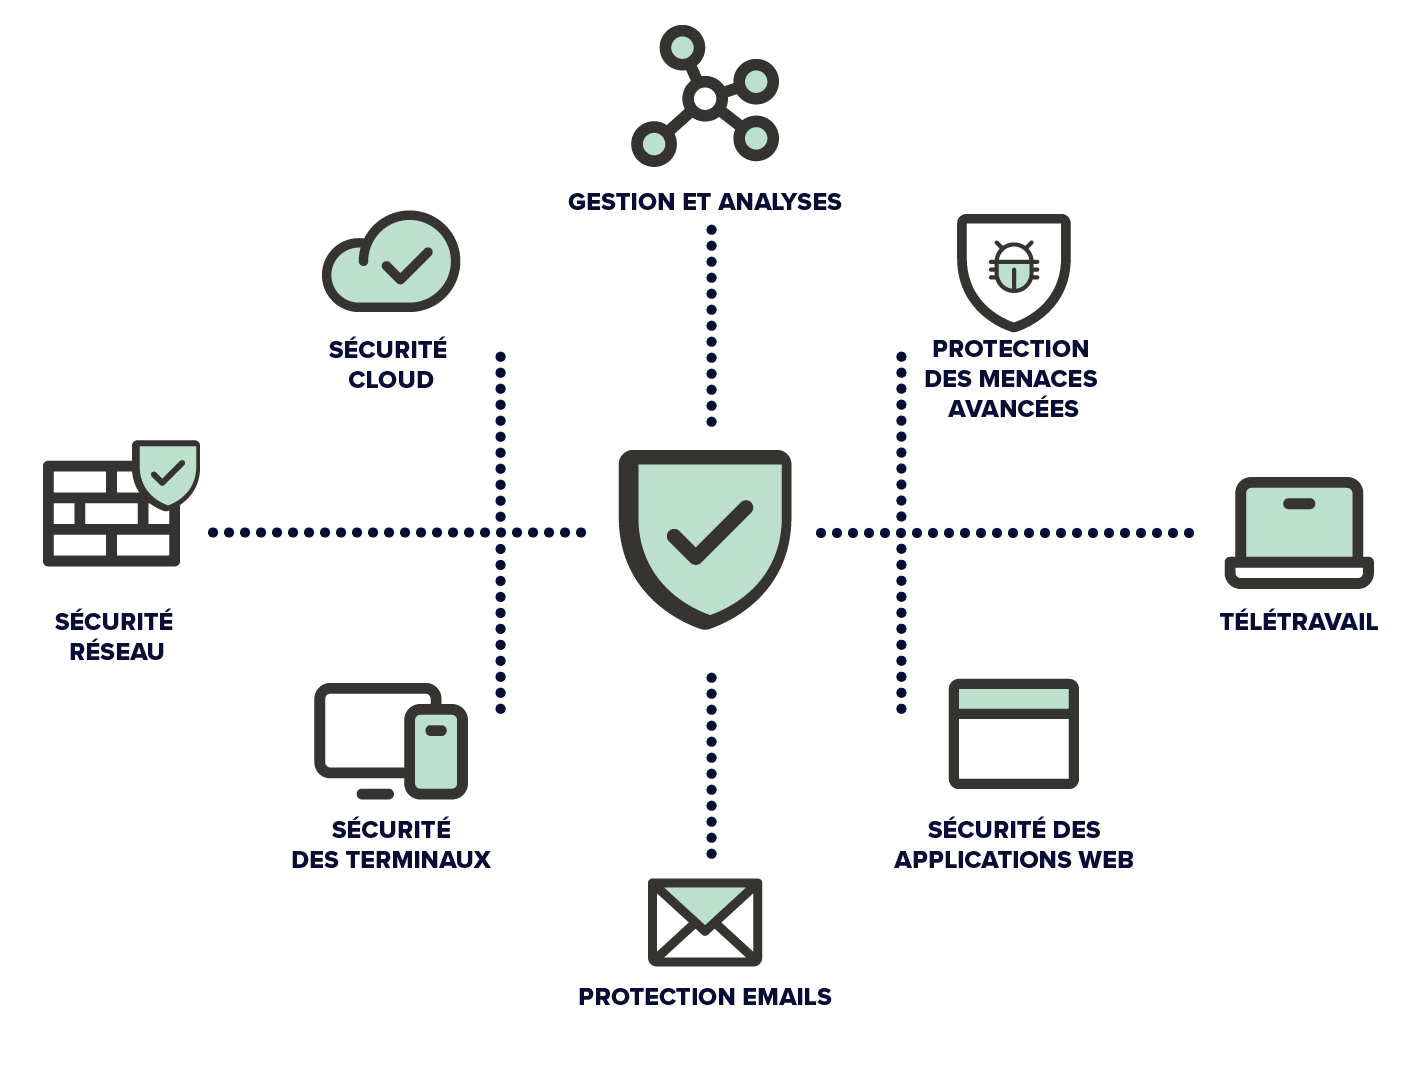 GESTION ET ANALYSES
SÉCURITÉ
CLOUD
PROTECTION
DES MENACES
AVANCÉES
SÉCURITÉ
RÉSEAU
TÉLÉTRAVAIL
SÉCURITÉ
DES TERMINAUX
SÉCURITÉ DES
APPLICATIONS WEB
PROTECTION EMAILS